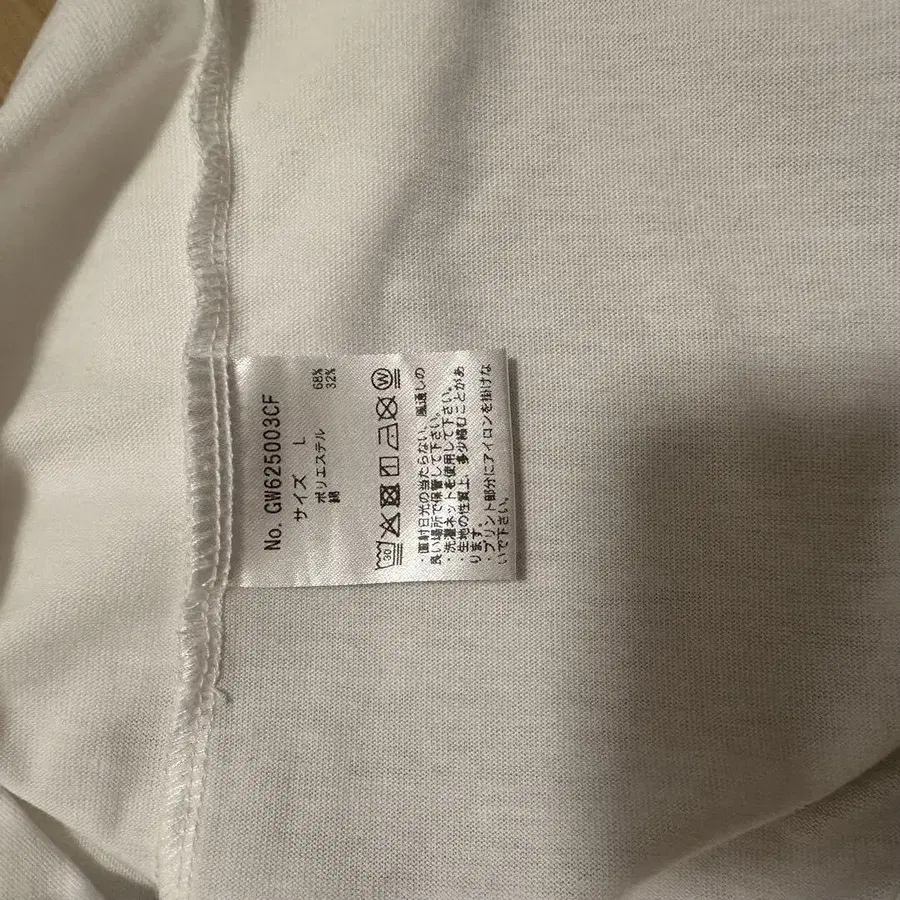 No. GW625003CF
サイズ L
ポリエステル 68%
綿 32%
30
W
・直射日光の当たらない、風通しの
良い場所で保管して下さい。
・洗濯ネットを使用して下さい。
・生地の性質上、多少縮むことがあ
ります。
・プリント部分にアイロンを掛けな
いで下さい。